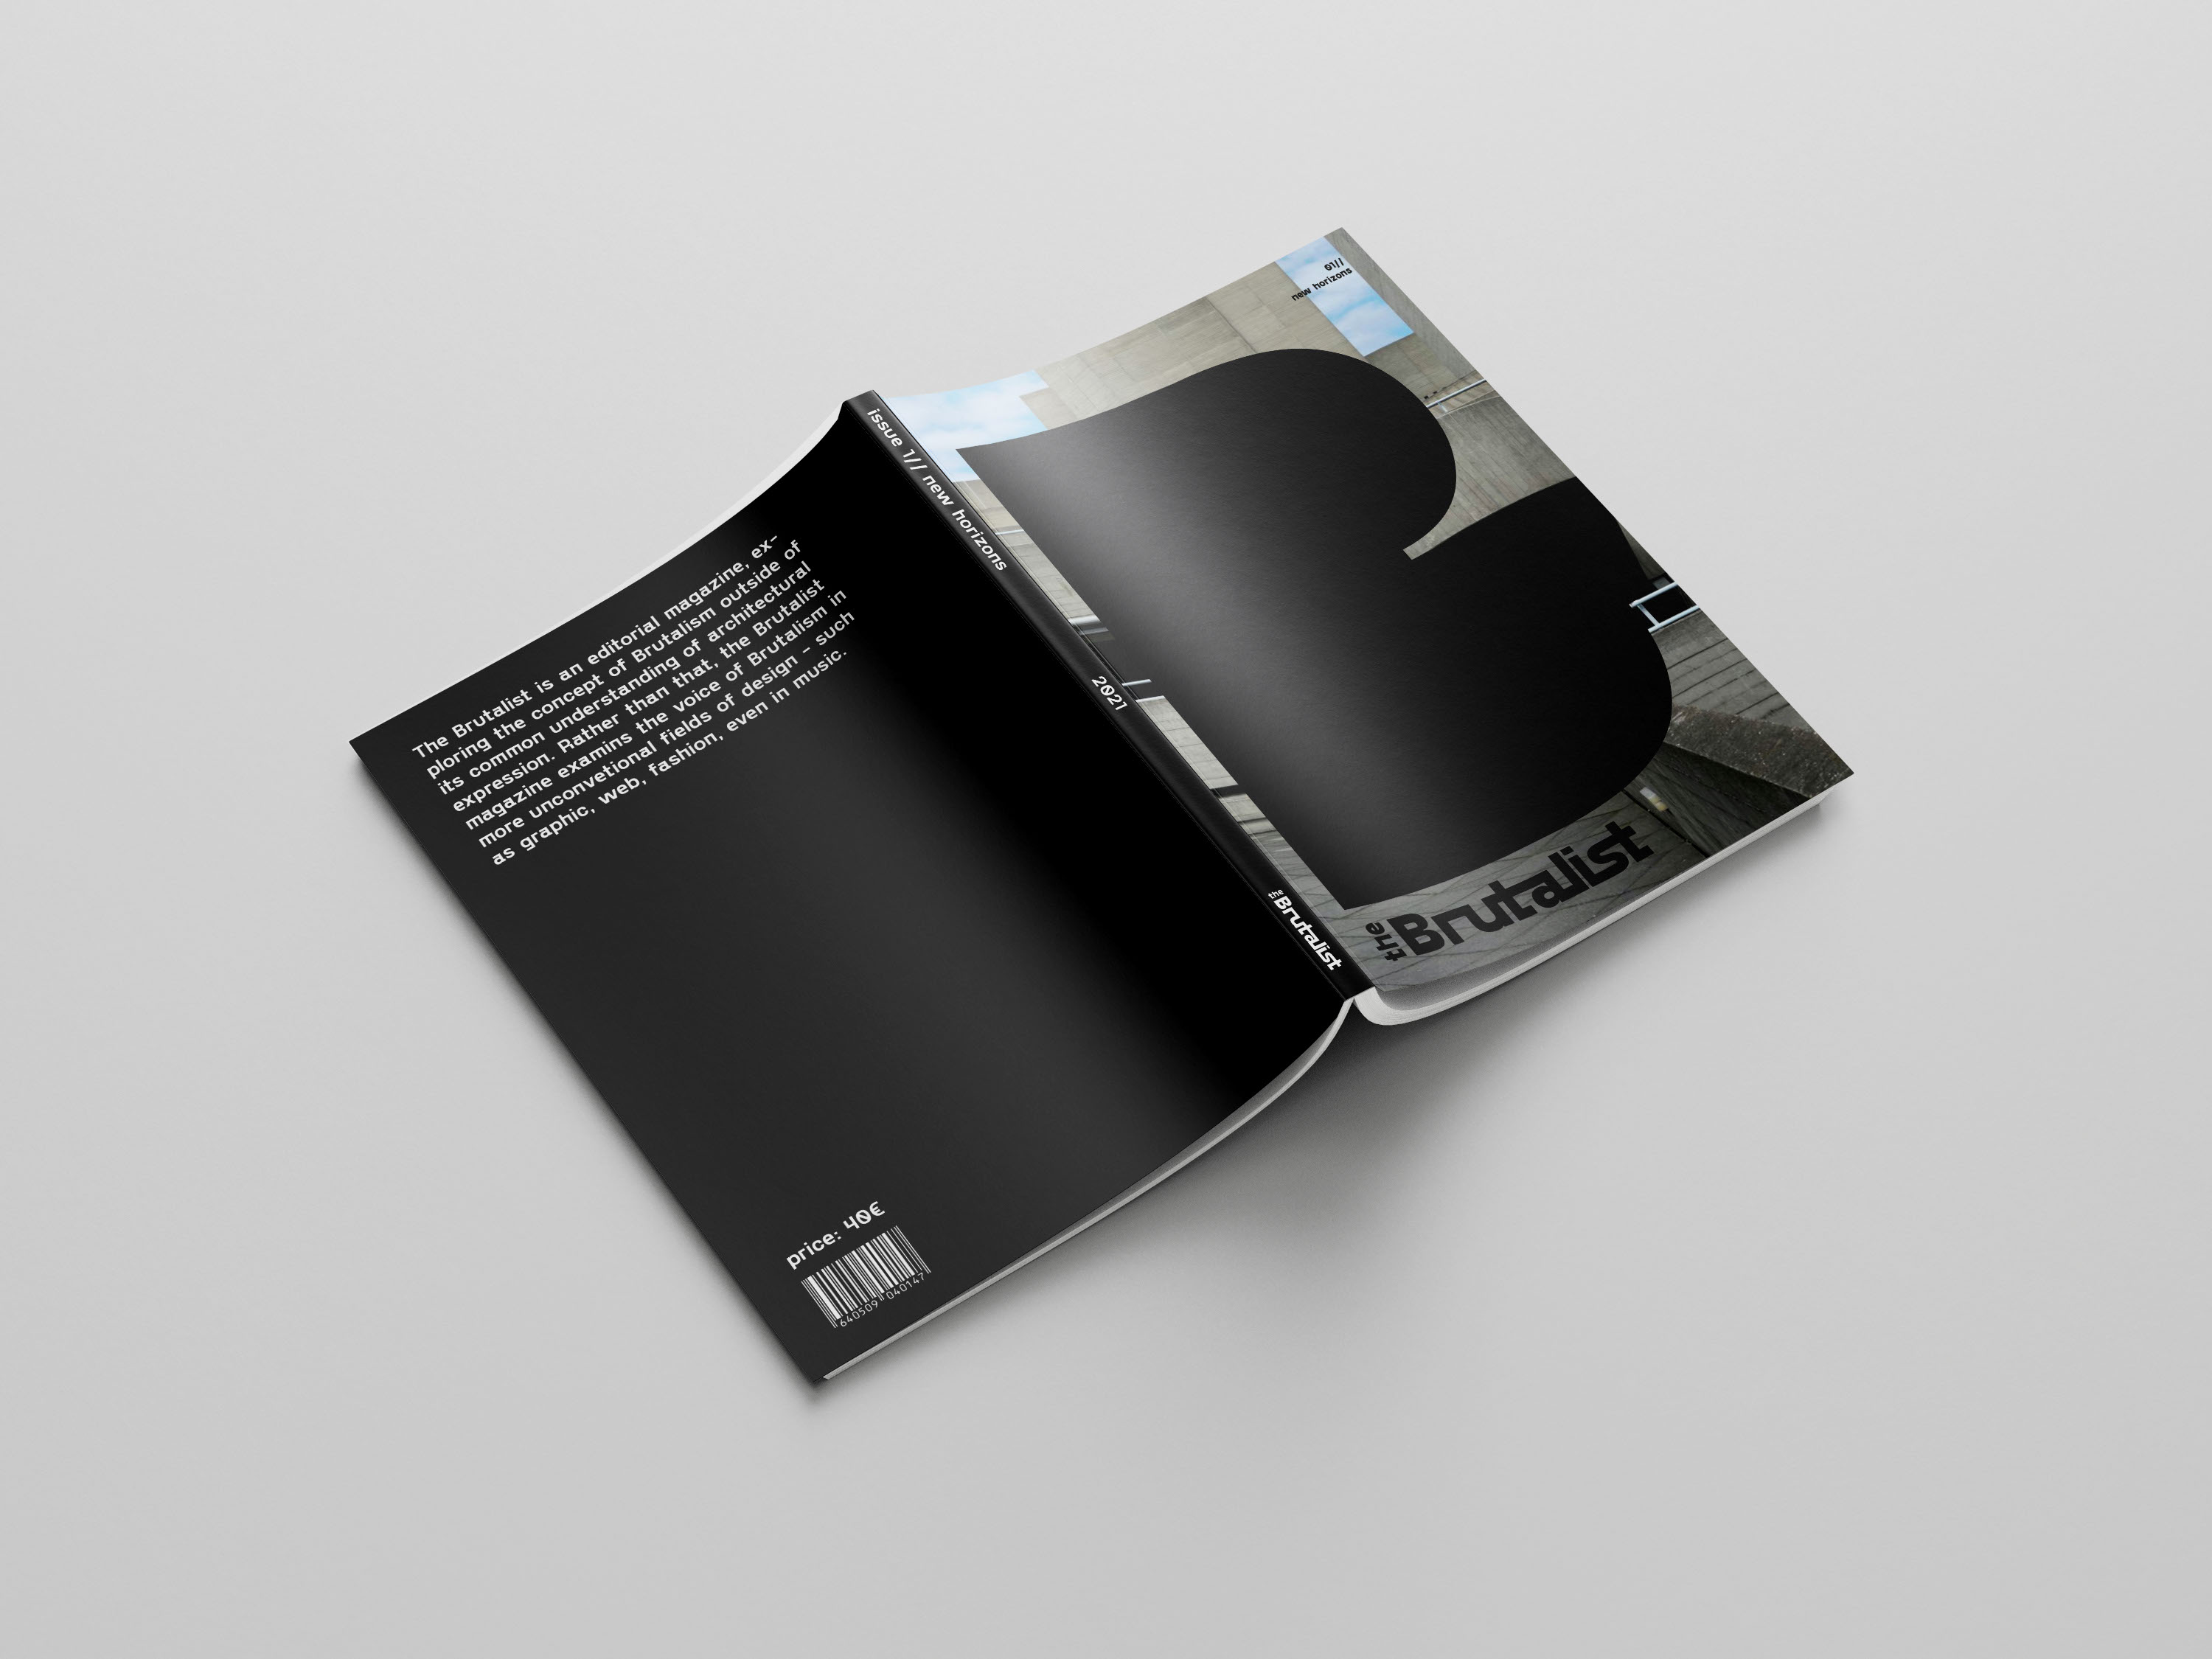 The Brutalist is an editorial magazine, ex-
ploring the concept of Brutalism outside of
its common understanding of architectural
expression. Rather than that, the Brutalist
magazine examins the voice of Brutalism in
more unconvetional fields of design - such
as graphic, web, fashion, even in music.
price: 40€
640509 040147
issue 1// new horizons
2021
the
Brutalist
01//
new horizons
B
the
Brutalist